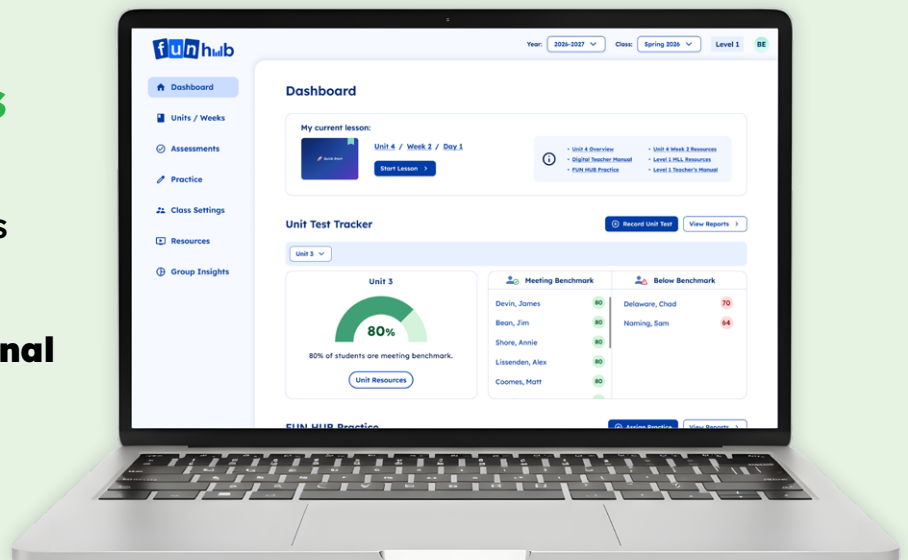 s
s
nal
funhub
Year: 2026-2027 Class: Spring 2026 Level 1 BE
Dashboard
Units / Weeks
Assessments
Practice
Class Settings
Resources
Group Insights
Dashboard
My current lesson:
Quick Start
Unit 4 / Week 2 / Day 1
Start Lesson >
• Unit 4 Overview
• Digital Teacher Manual
• FUN HUB Practice
• Unit 4 Week 2 Resources
• Level 1 MLL Resources
• Level 1 Teacher's Manual
Unit Test Tracker
Record Unit Test View Reports >
Unit 3
Unit 3
80%
80% of students are meeting benchmark.
Unit Resources
Meeting Benchmark
Devin, James 80
Bean, Jim 80
Shore, Annie 80
Lissenden, Alex 80
Coomes, Matt 80
Below Benchmark
Delaware, Chad 70
Naming, Sam 64
FUN HUB Practice
Assign Practice View Reports >